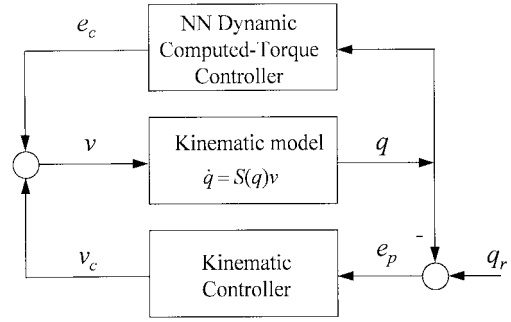 e_c
NN Dynamic
Computed-Torque
Controller
v
Kinematic model
q̇ = S(q)v
q
v_c
Kinematic
Controller
e_p
-
q_r